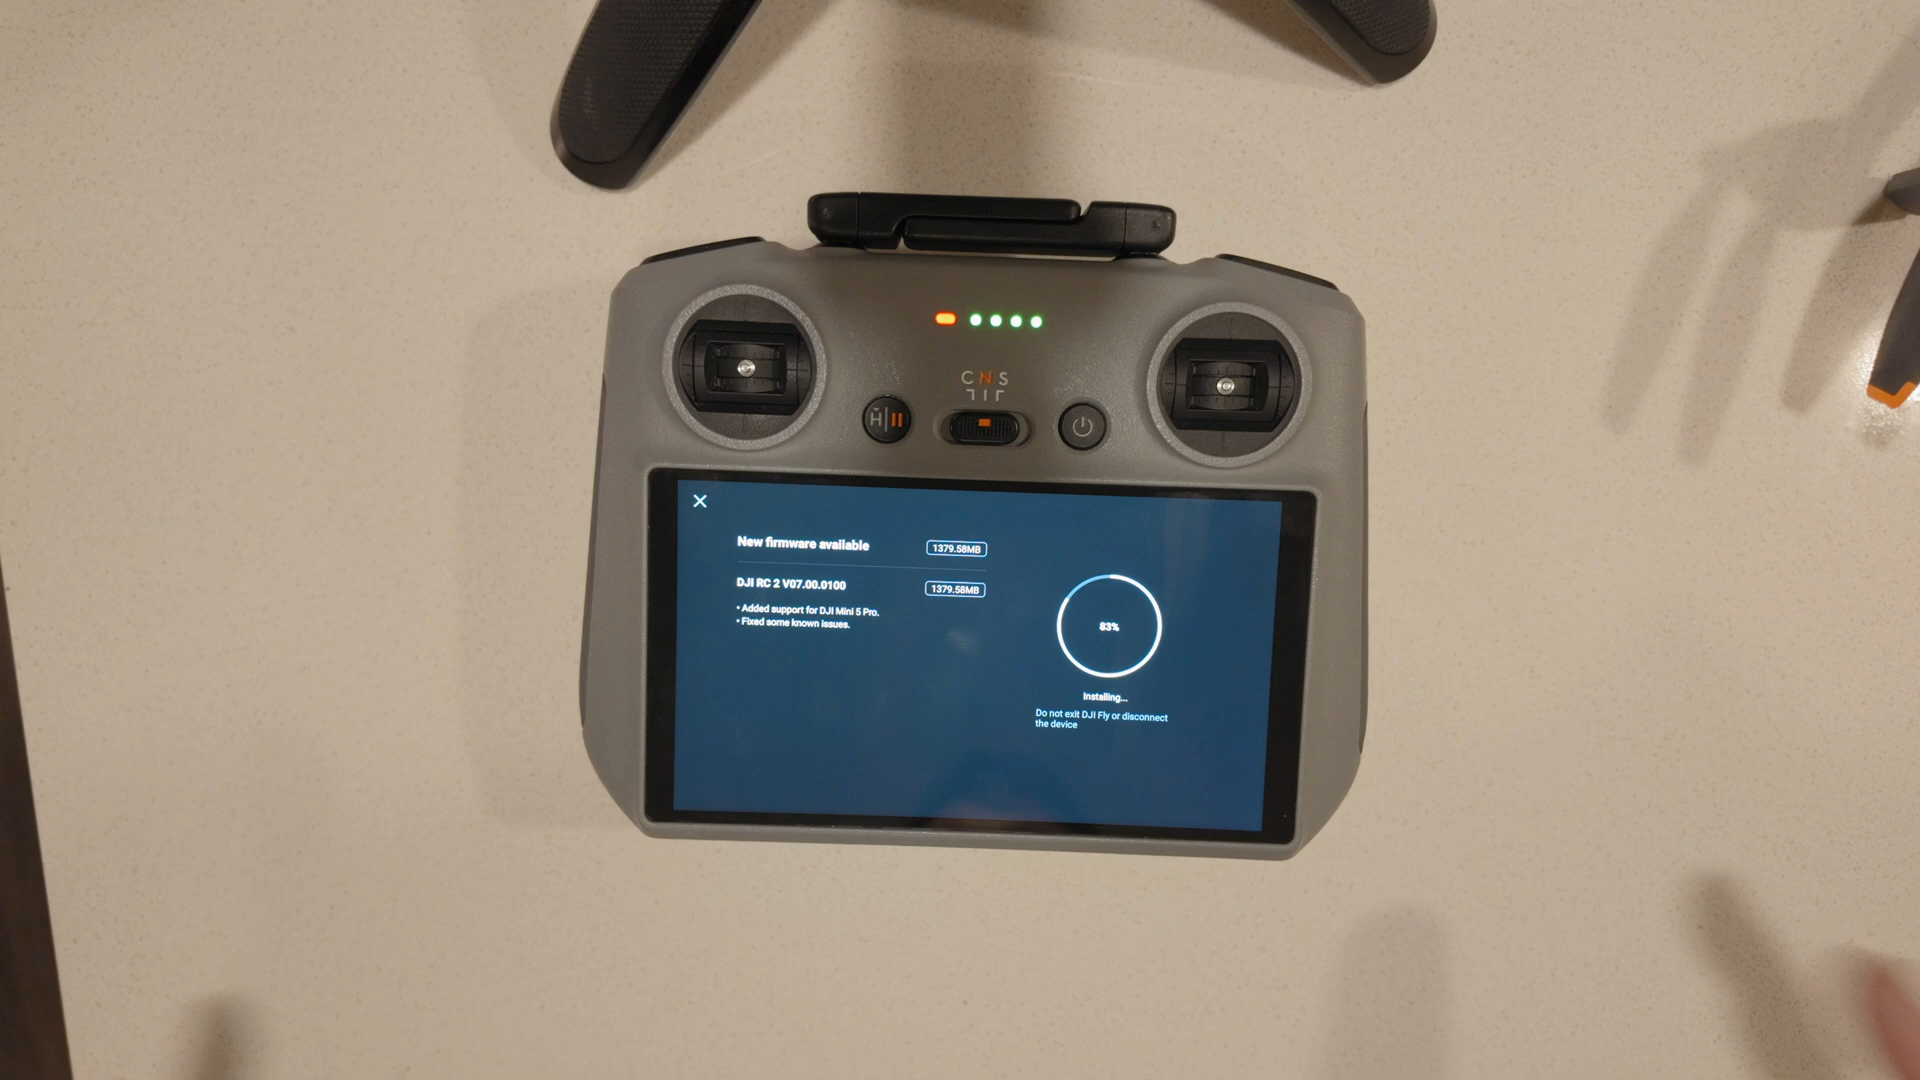 C N S
H
New firmware available 1379.58MB
DJI RC 2 V07.00.0100 1379.58MB
• Added support for DJI Mini 5 Pro.
• Fixed some known issues.
83%
Installing...
Do not exit DJI Fly or disconnect
the device